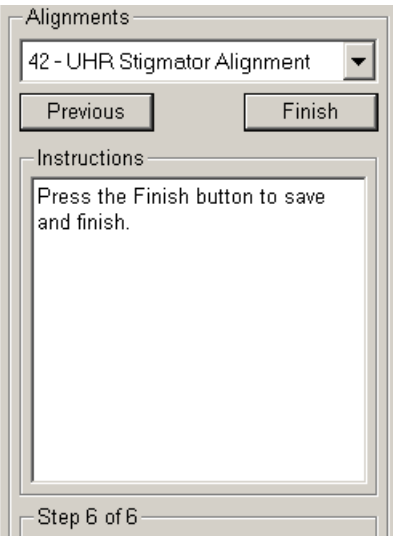 Alignments
42 - UHR Stigmator Alignment
Previous
Finish
Instructions
Press the Finish button to save
and finish.
Step 6 of 6